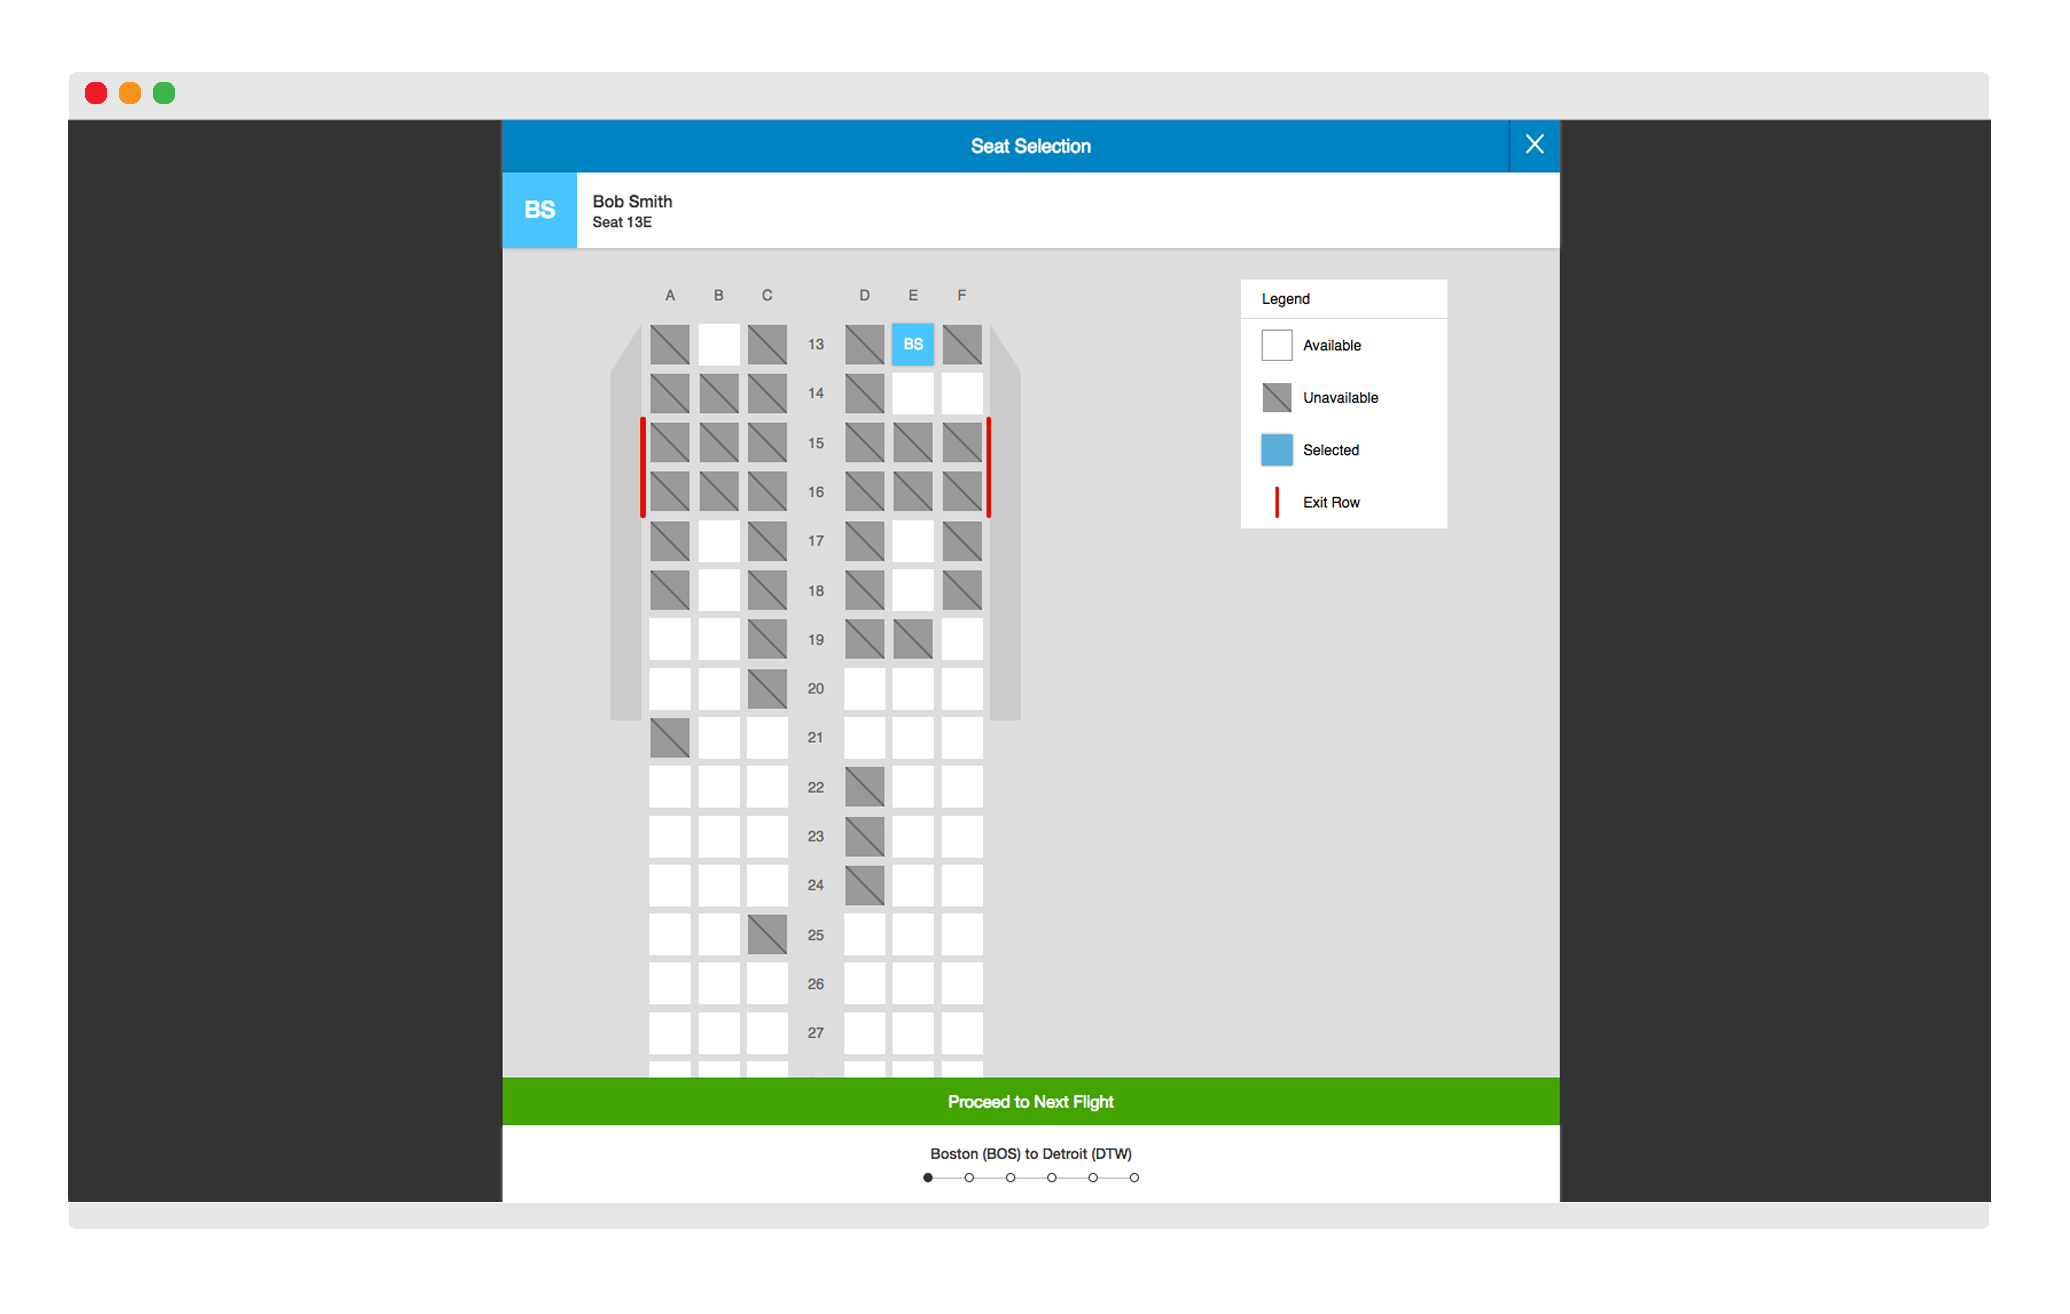 Seat Selection
BS
Bob Smith
Seat 13E
A B C D E F
13 BS
14
15
16
17
18
19
20
21
22
23
24
25
26
27
Legend
Available
Unavailable
Selected
Exit Row
Proceed to Next Flight
Boston (BOS) to Detroit (DTW)